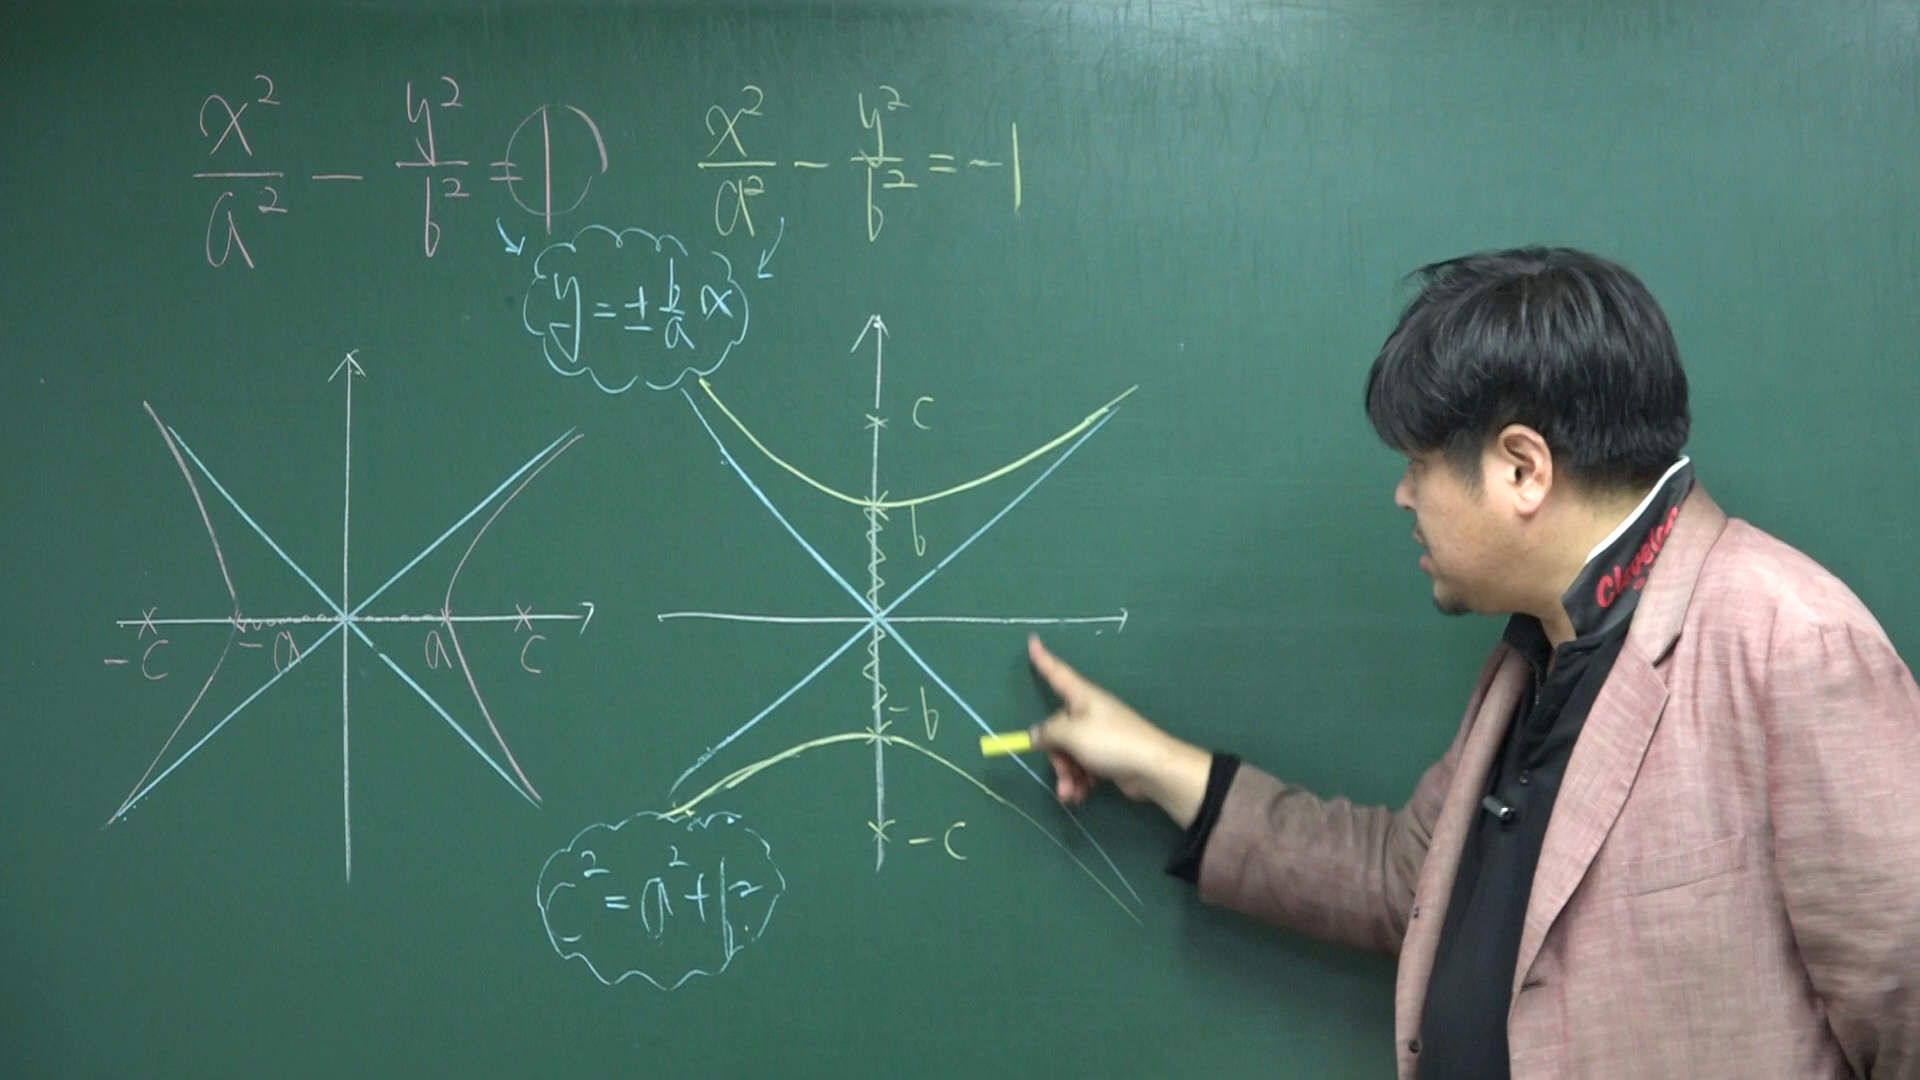 x²/a² − y²/b² = 1
x²/a² − y²/b² = −1
y = ± b/a x
−c −a a c
c
b
−b
−c
c² = a² + b²